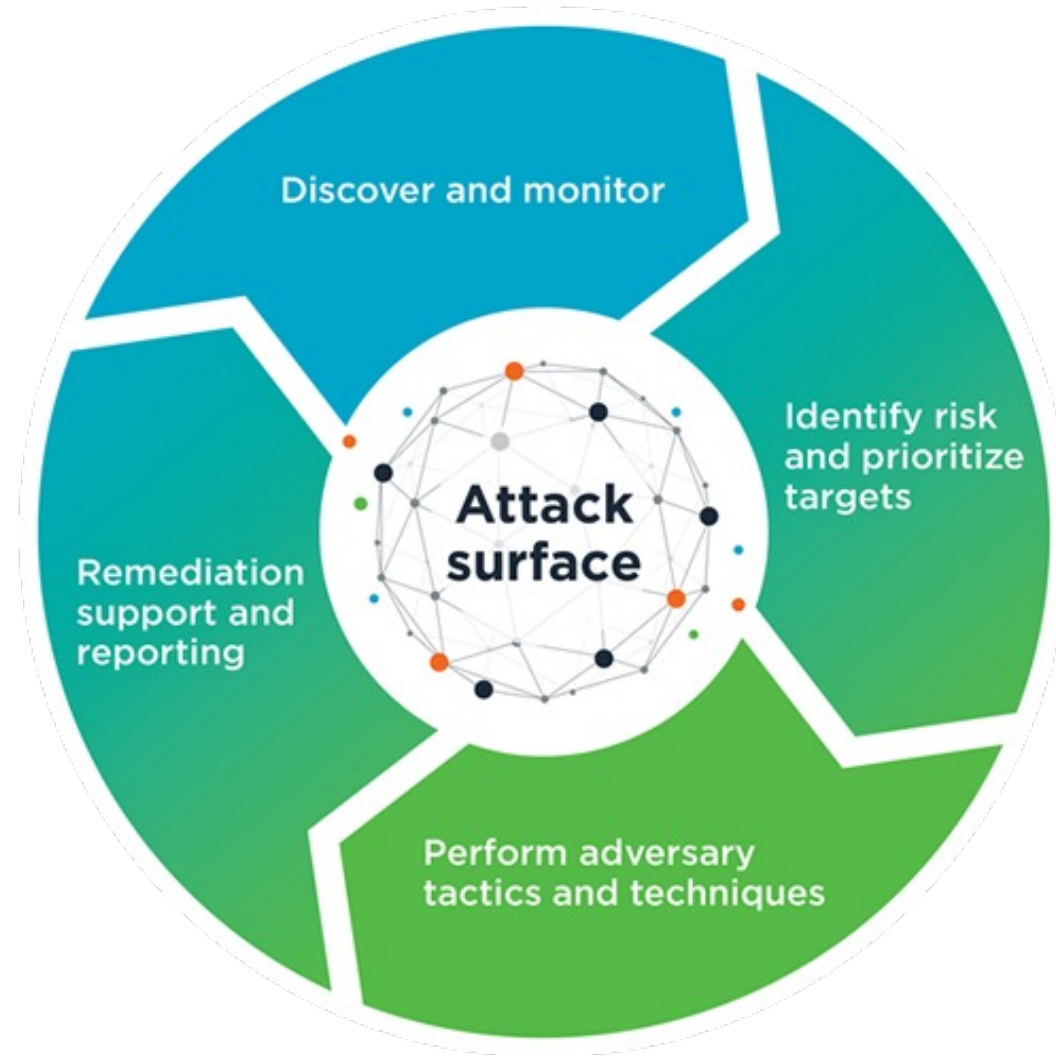 Discover and monitor
Identify risk
and prioritize
targets
Attack
surface
Remediation
support and
reporting
Perform adversary
tactics and techniques